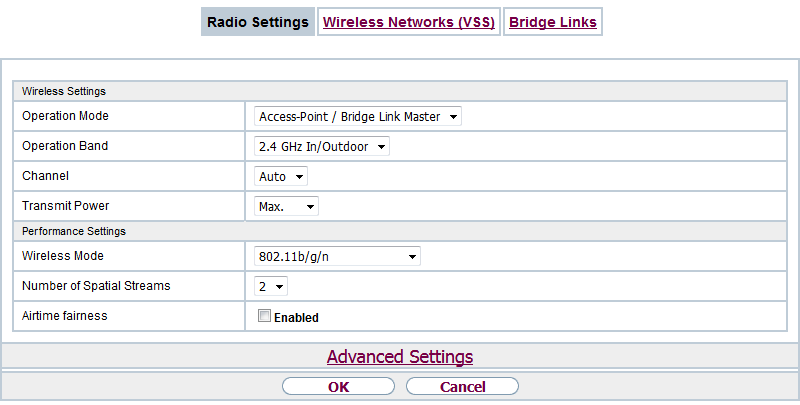 Radio Settings Wireless Networks (VSS) Bridge Links
Wireless Settings
Operation Mode Access-Point / Bridge Link Master
Operation Band 2.4 GHz In/Outdoor
Channel Auto
Transmit Power Max.
Performance Settings
Wireless Mode 802.11b/g/n
Number of Spatial Streams 2
Airtime fairness Enabled
Advanced Settings
OK Cancel